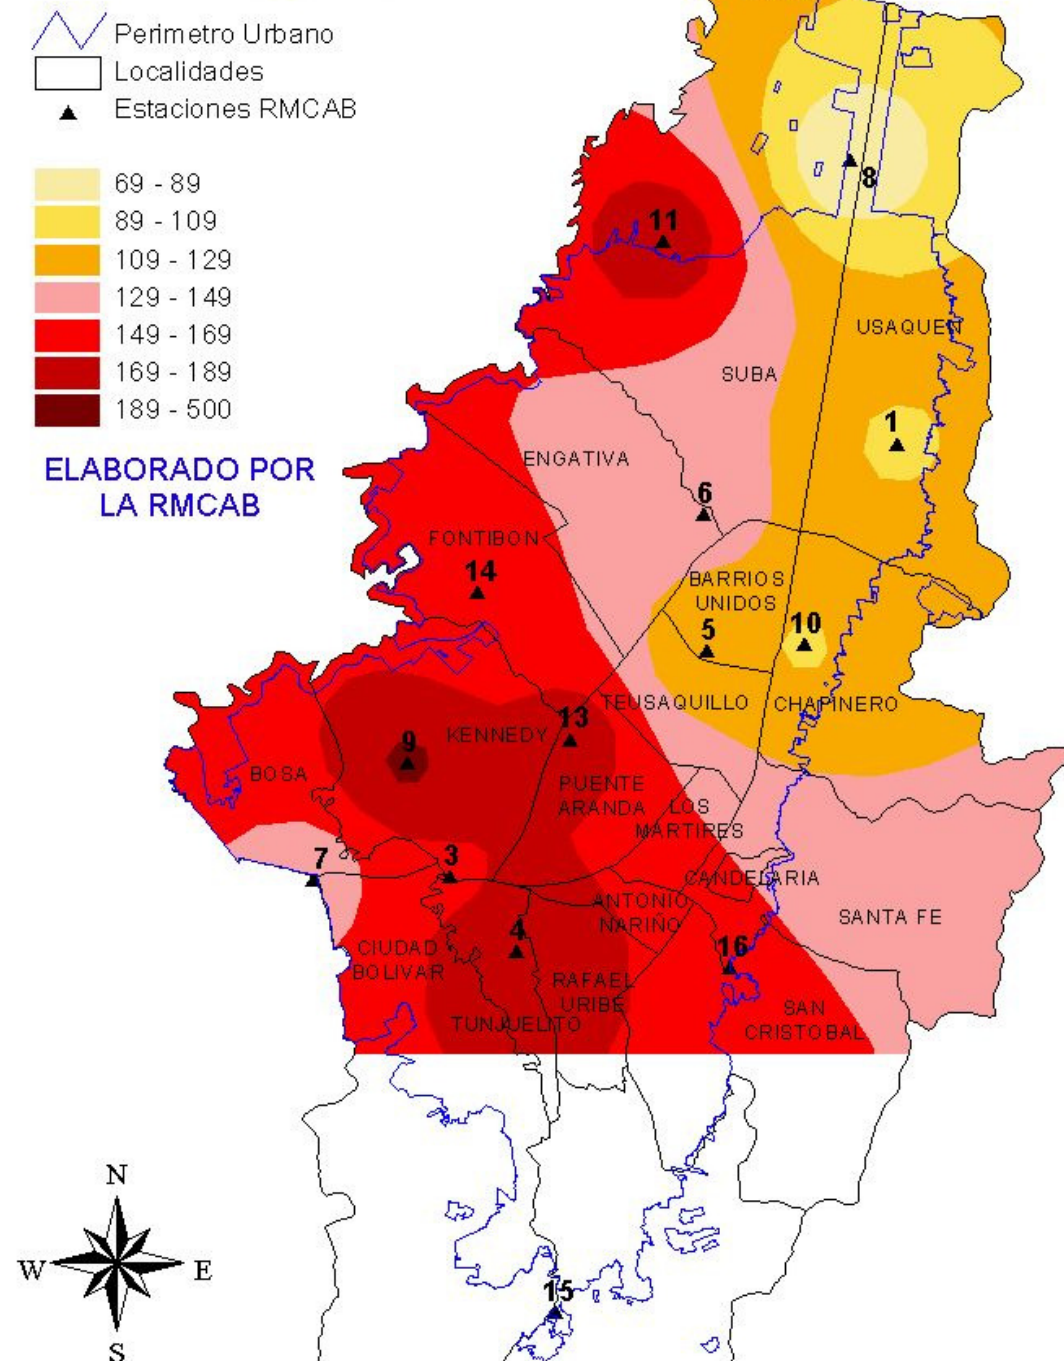 Perimetro Urbano
Localidades
Estaciones RMCAB
69 - 89
89 - 109
109 - 129
129 - 149
149 - 169
169 - 189
189 - 500
ELABORADO POR
LA RMCAB
8
11
USAQUEN
SUBA
1
ENGATIVA
6
FONTIBON
14
BARRIOS
UNIDOS
5
10
TEUSAQUILLO
CHAPINERO
13
KENNEDY
9
BOSA
PUENTE
ARANDA
LOS
MARTIRES
7
3
CANDELARIA
ANTONIO
NARIÑO
SANTA FE
4
16
CIUDAD
BOLIVAR
RAFAEL
URIBE
TUNJUELITO
SAN
CRISTOBAL
N
W
E
S
15